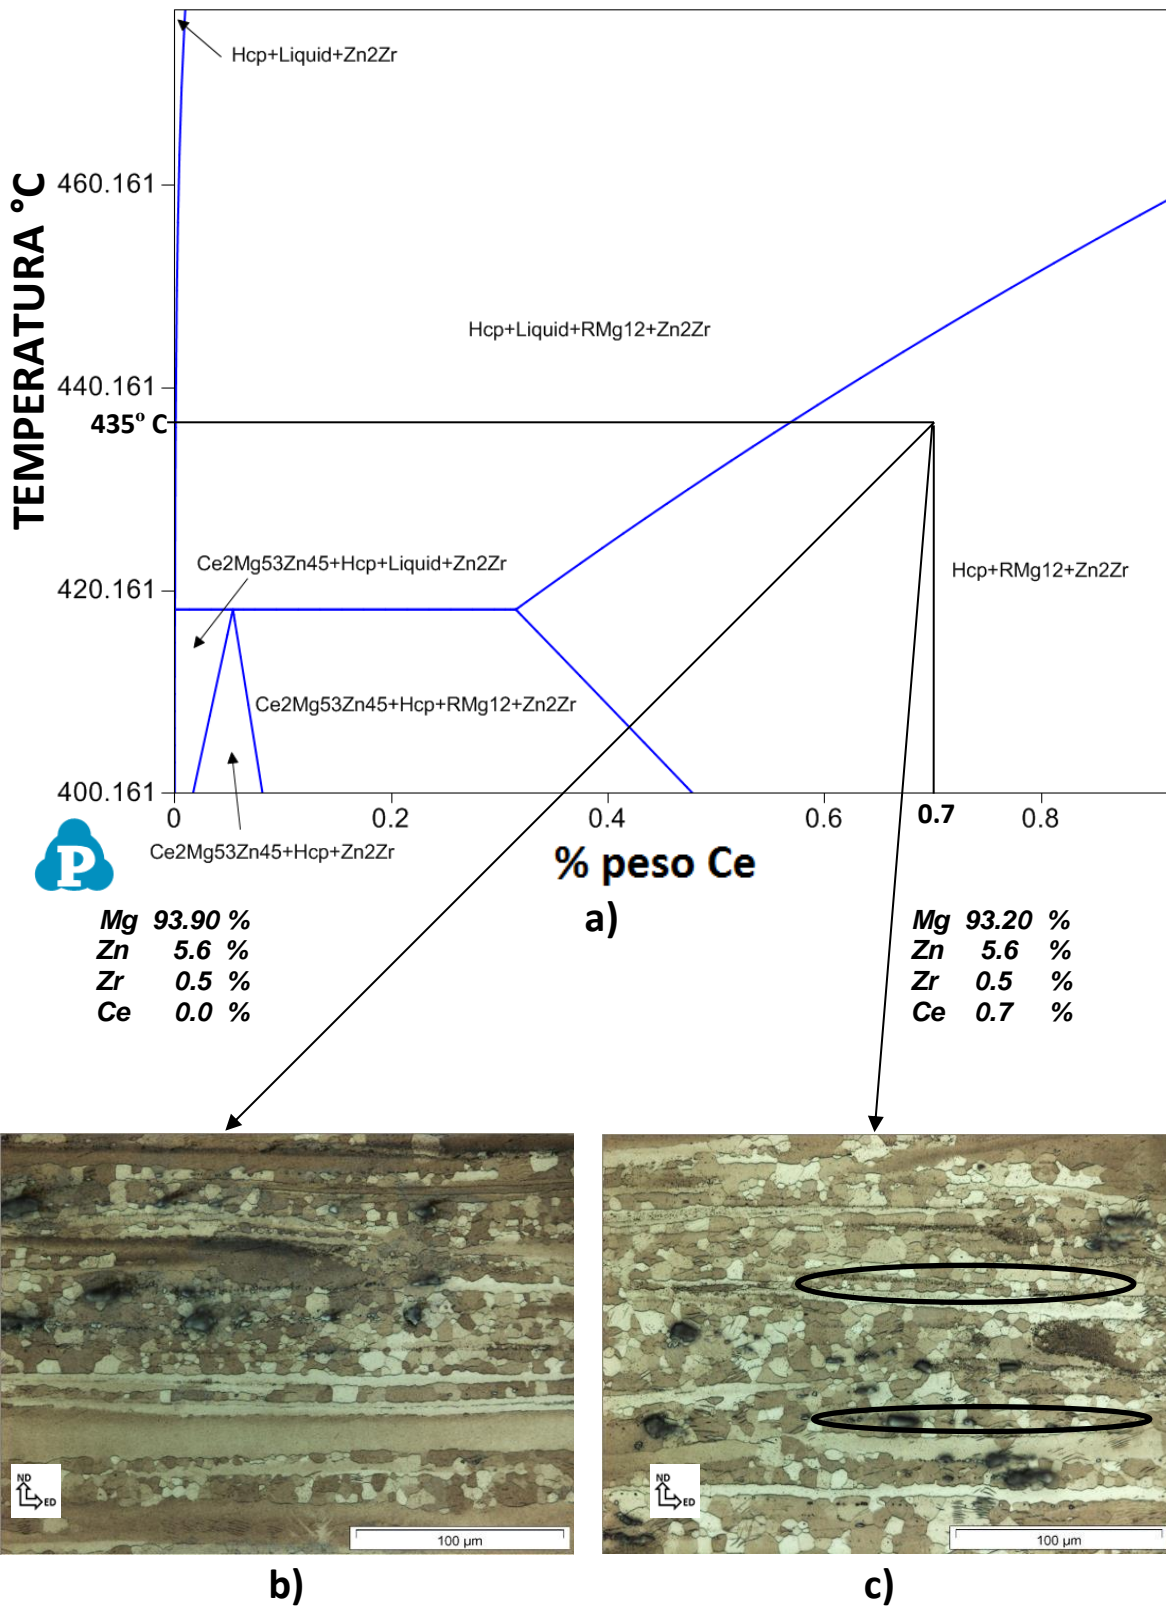 Hcp+Liquid+Zn2Zr
TEMPERATURA °C
460.161
Hcp+Liquid+RMg12+Zn2Zr
440.161
435º C
Ce2Mg53Zn45+Hcp+Liquid+Zn2Zr
Hcp+RMg12+Zn2Zr
420.161
Ce2Mg53Zn45+Hcp+RMg12+Zn2Zr
400.161
0 0.2 0.4 0.6 0.7 0.8
P
Ce2Mg53Zn45+Hcp+Zn2Zr
% peso Ce
a)
Mg 93.90 %
Zn 5.6 %
Zr 0.5 %
Ce 0.0 %
Mg 93.20 %
Zn 5.6 %
Zr 0.5 %
Ce 0.7 %
ND
ED
100 µm
b)
ND
ED
100 µm
c)